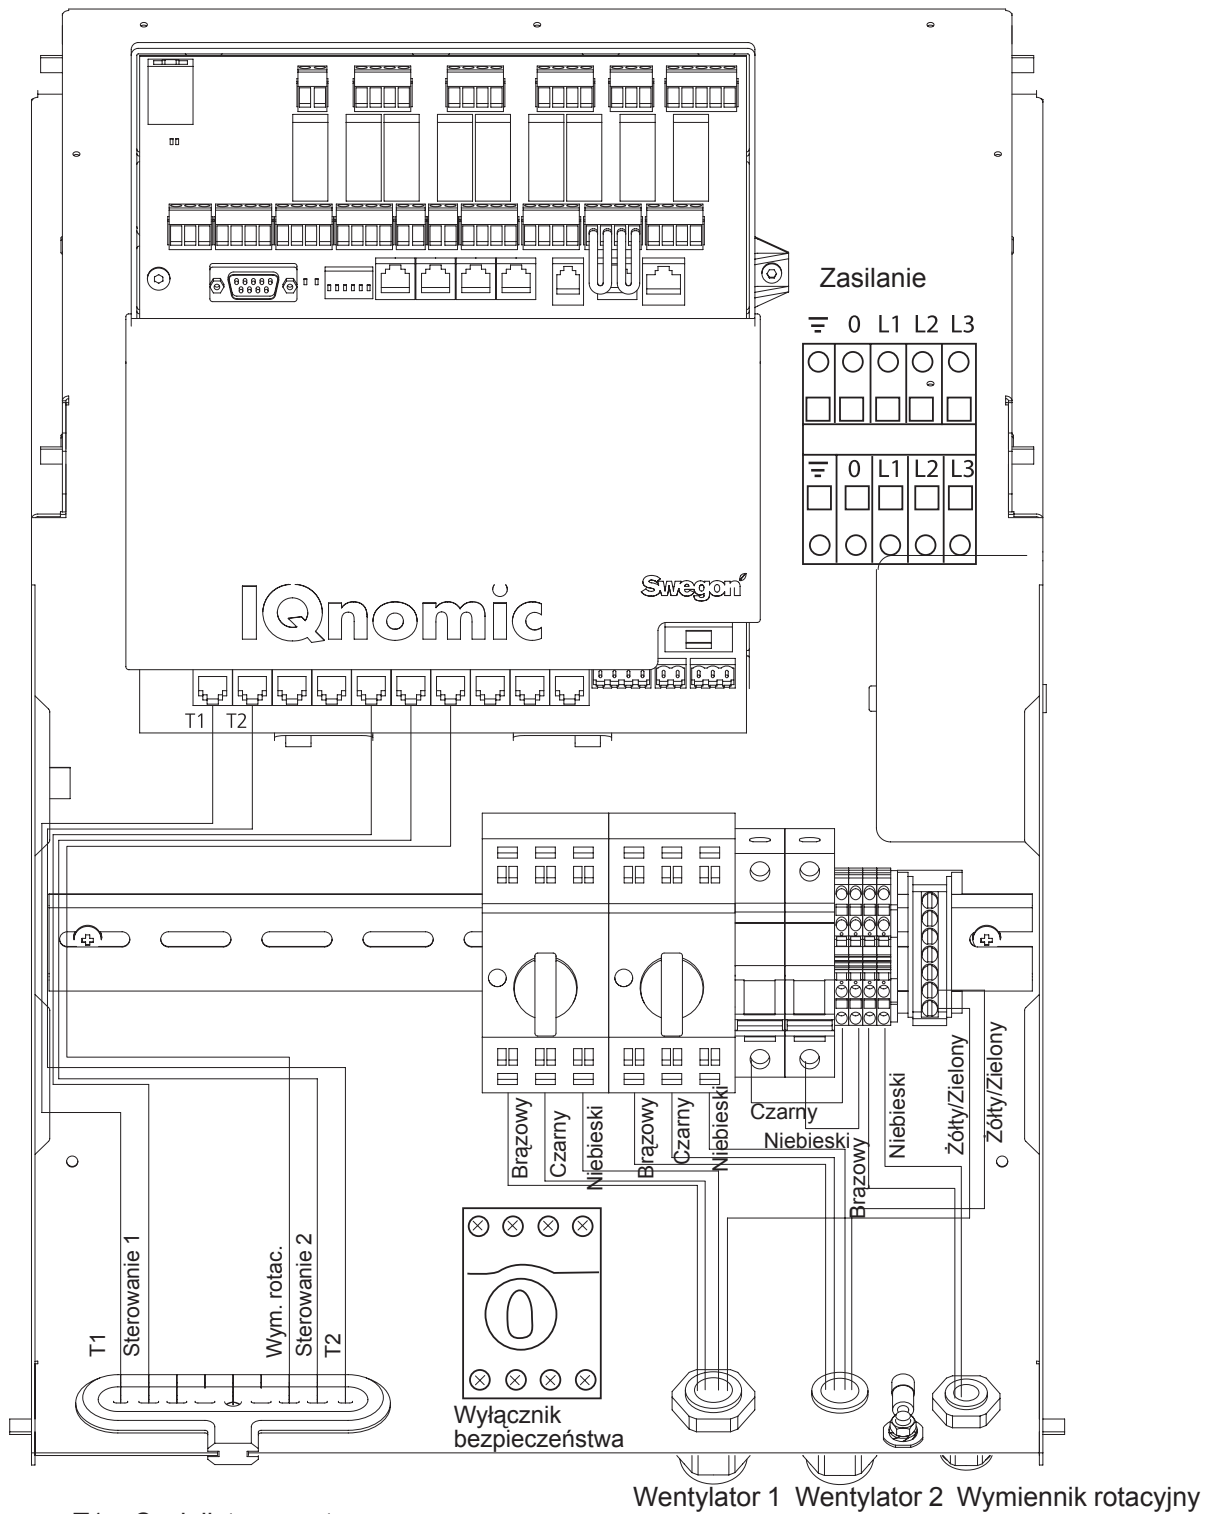 Zasilanie
0 L1 L2 L3
0 L1 L2 L3
IQnomic
Swegon
T1 T2
Brązowy
Czarny
Niebieski
Brązowy
Czarny
Niebieski
Czarny
Niebieski
Brązowy
Niebieski
Żółty/Zielony
Żółty/Zielony
T1
Sterowanie 1
Wym. rotac.
Sterowanie 2
T2
Wyłącznik
bezpieczeństwa
Wentylator 1 Wentylator 2 Wymiennik rotacyjny